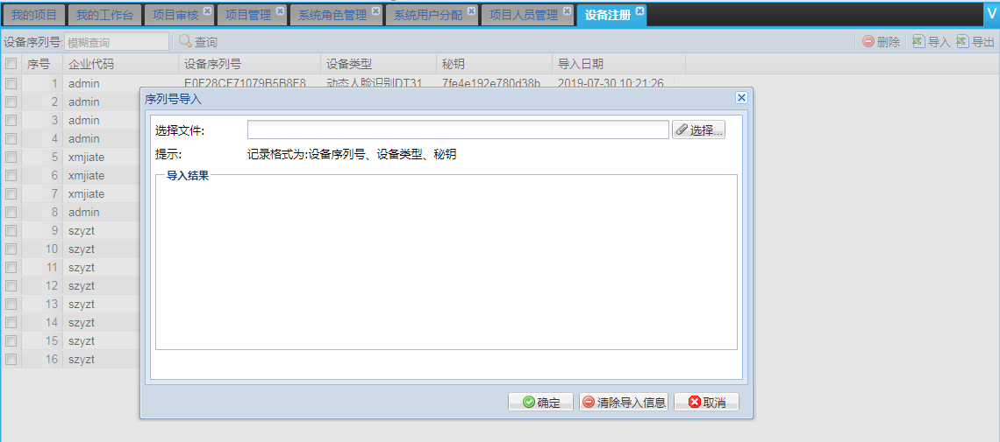 我的项目 我的工作台 项目审核 项目管理 系统角色管理 系统用户分配 项目人员管理 设备注册 V
设备序列号: 模糊查询 查询 删除 导入 导出
序号 企业代码 设备序列号 设备类型 秘钥 导入日期
1 admin E0F28CF71079B5B8F8 动态人脸识别DT31 7fe4e192e780d38b 2019-07-30 10:21:26
序列号导入
2 admin
3 admin
选择文件: 选择...
4 admin
提示: 记录格式为:设备序列号、设备类型、秘钥
5 xmjiate
导入结果
6 xmjiate
7 xmjiate
8 admin
9 szyzt
10 szyzt
11 szyzt
12 szyzt
13 szyzt
14 szyzt
15 szyzt
16 szyzt
确定 清除导入信息 取消